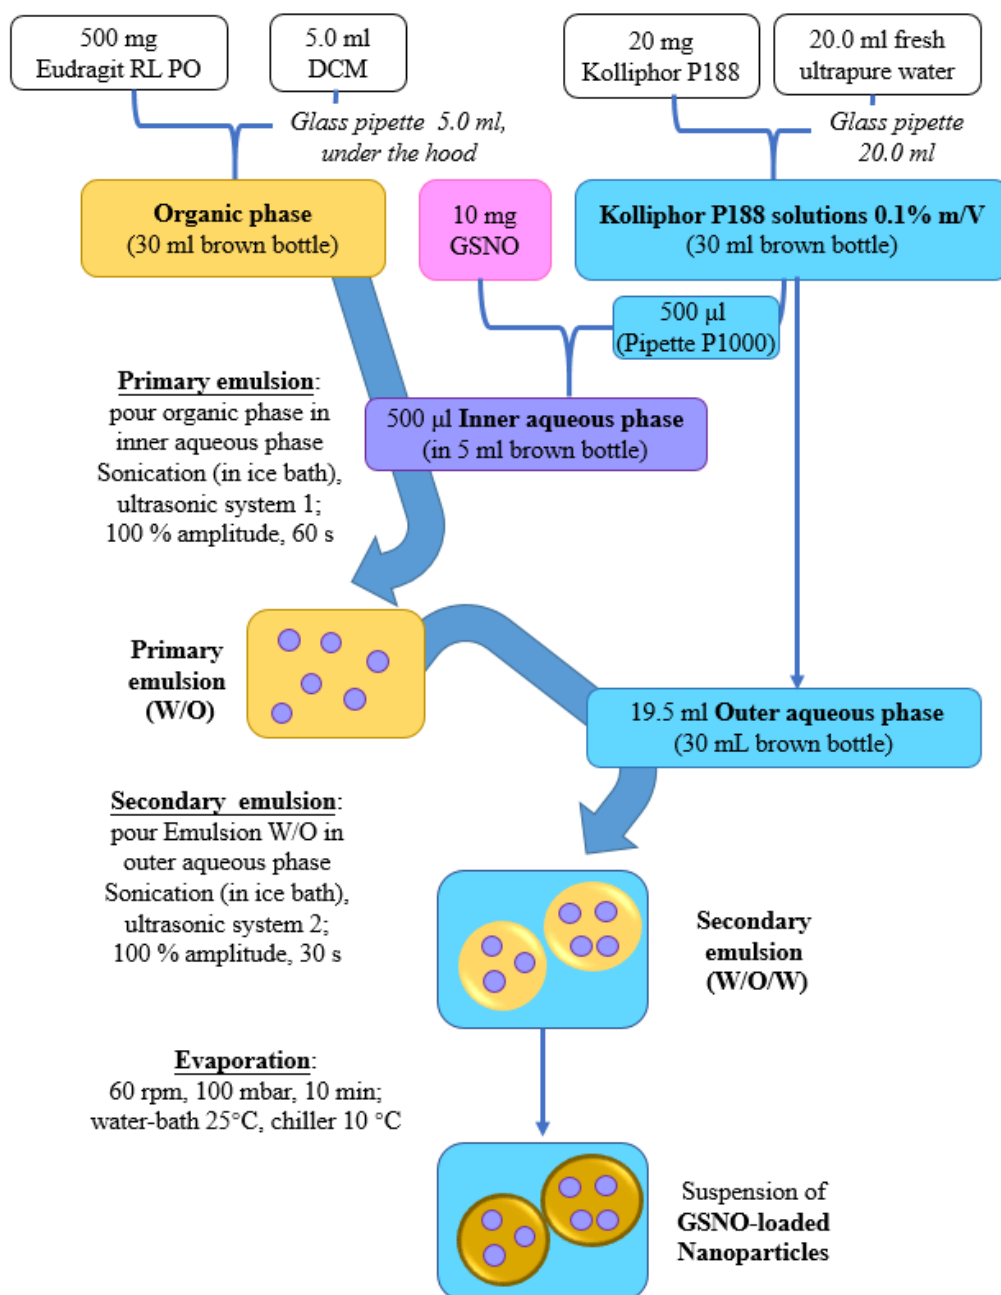 500 mg
Eudragit RL PO
5.0 ml
DCM
20 mg
Kolliphor P188
20.0 ml fresh
ultrapure water
Glass pipette 5.0 ml,
under the hood
Glass pipette
20.0 ml
Organic phase
(30 ml brown bottle)
10 mg
GSNO
Kolliphor P188 solutions 0.1% m/V
(30 ml brown bottle)
500 µl
(Pipette P1000)
Primary emulsion:
pour organic phase in
inner aqueous phase
Sonication (in ice bath),
ultrasonic system 1;
100 % amplitude, 60 s
500 µl Inner aqueous phase
(in 5 ml brown bottle)
Primary
emulsion
(W/O)
19.5 ml Outer aqueous phase
(30 mL brown bottle)
Secondary emulsion:
pour Emulsion W/O in
outer aqueous phase
Sonication (in ice bath),
ultrasonic system 2;
100 % amplitude, 30 s
Secondary
emulsion
(W/O/W)
Evaporation:
60 rpm, 100 mbar, 10 min;
water-bath 25°C, chiller 10 °C
Suspension of
GSNO-loaded
Nanoparticles